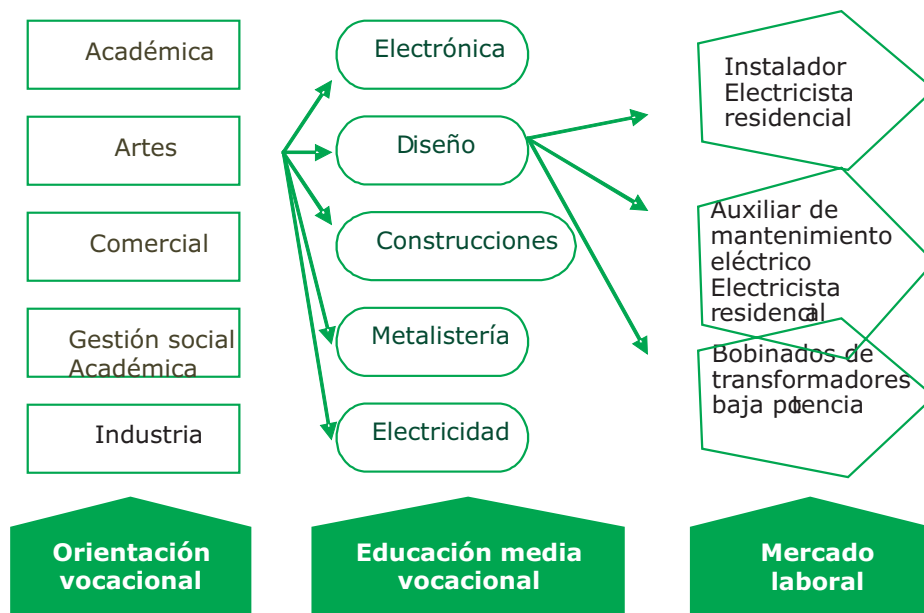 Académica
Artes
Comercial
Gestión social
Académica
Industria
Orientación
vocacional
Electrónica
Diseño
Construcciones
Metalistería
Electricidad
Educación media
vocacional
Instalador
Electricista
residencial
Auxiliar de
mantenimiento
eléctrico
Electricista
residencial
Bobinados de
transformadores
baja potencia
Mercado
laboral